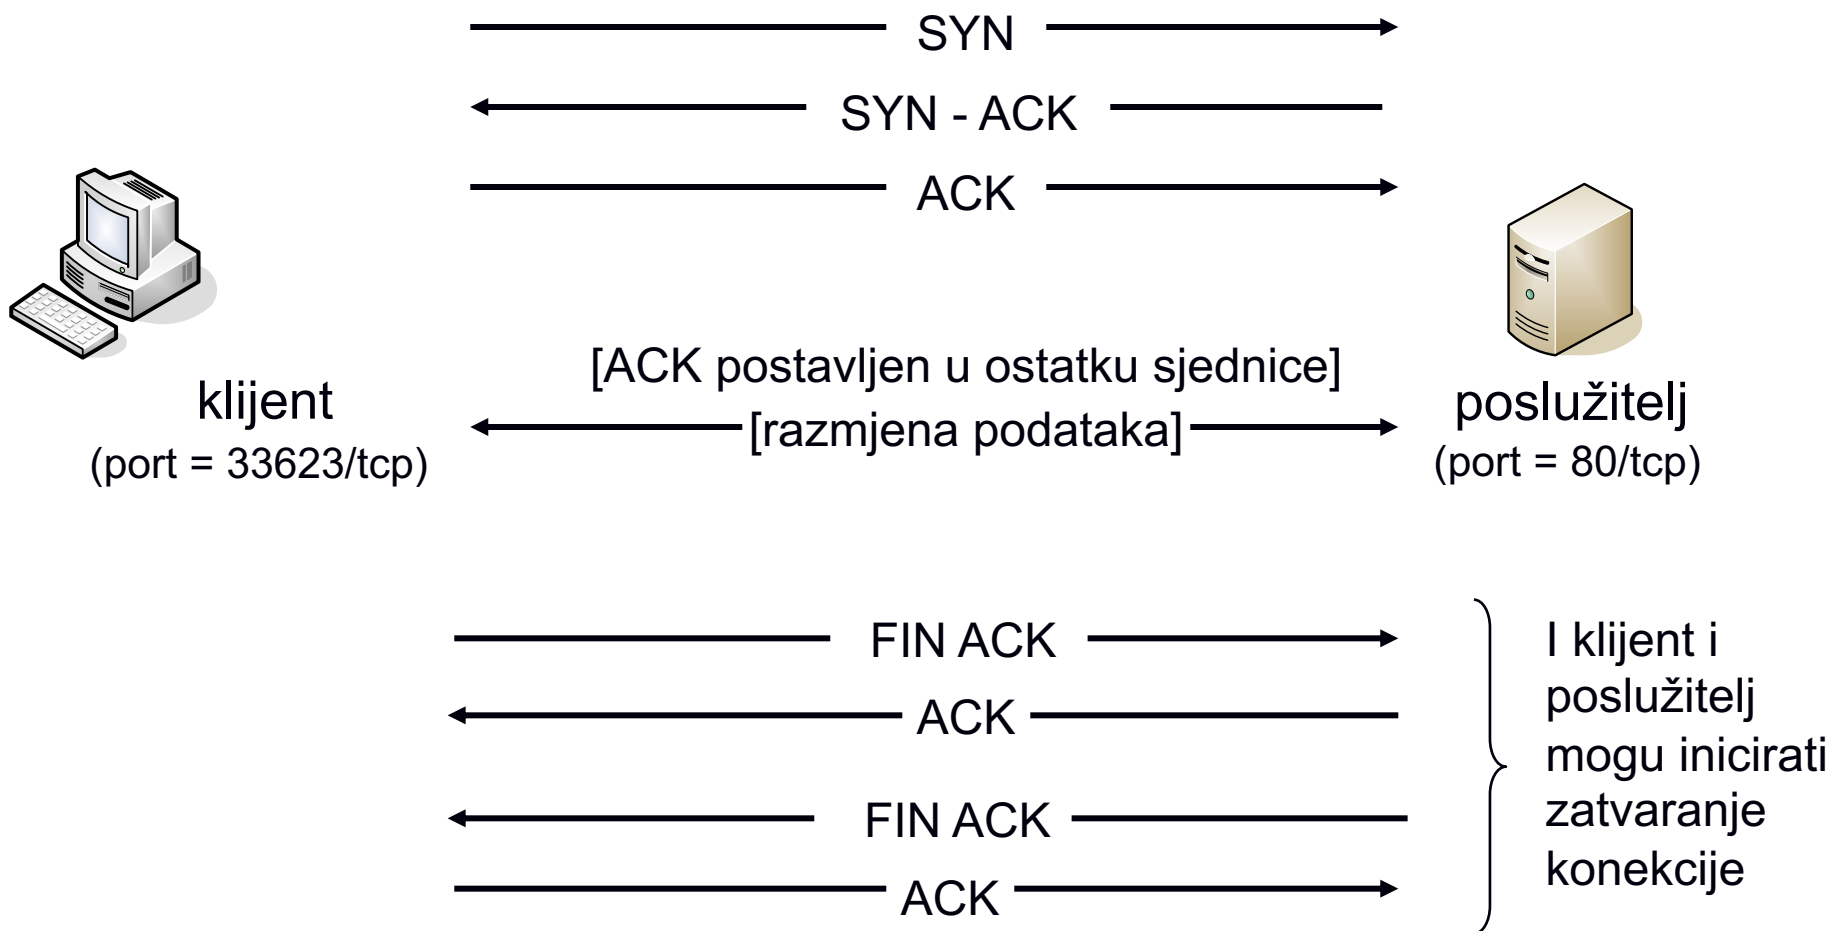 SYN
SYN - ACK
ACK
[ACK postavljen u ostatku sjednice]
[razmjena podataka]
klijent
(port = 33623/tcp)
poslužitelj
(port = 80/tcp)
FIN ACK
ACK
FIN ACK
ACK
I klijent i
poslužitelj
mogu inicirati
zatvaranje
konekcije